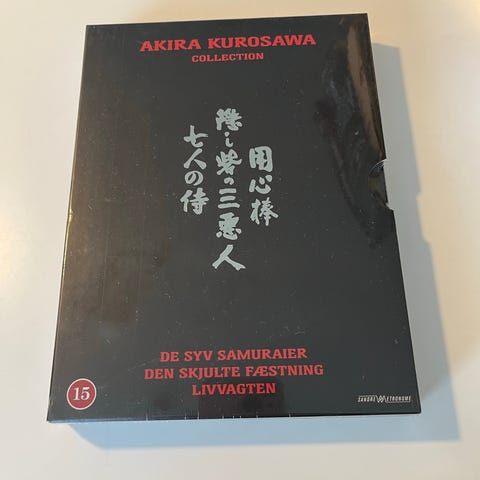 AKIRA KUROSAWA
COLLECTION
用心棒
隠し砦の三悪人
七人の侍
DE SYV SAMURAIER
DEN SKJULTE FÆSTNING
LIVVAGTEN
15
SANDREW METRONOME